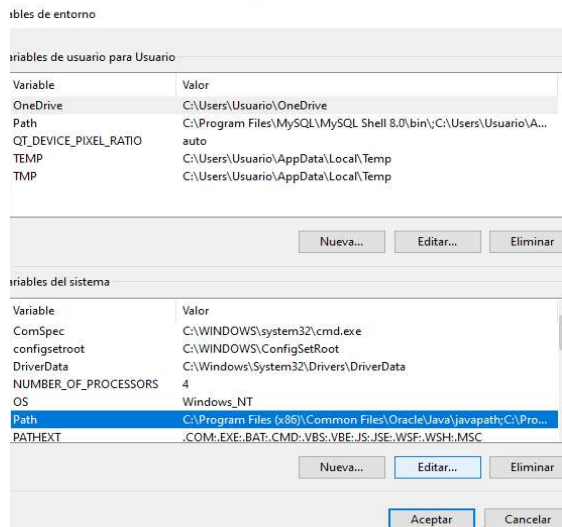 ables de entorno
ariables de usuario para Usuario
Variable Valor
OneDrive C:\Users\Usuario\OneDrive
Path C:\Program Files\MySQL\MySQL Shell 8.0\bin\;C:\Users\Usuario\A...
QT_DEVICE_PIXEL_RATIO auto
TEMP C:\Users\Usuario\AppData\Local\Temp
TMP C:\Users\Usuario\AppData\Local\Temp
Nueva... Editar... Eliminar
ariables del sistema
Variable Valor
ComSpec C:\WINDOWS\system32\cmd.exe
configsetroot C:\WINDOWS\ConfigSetRoot
DriverData C:\Windows\System32\Drivers\DriverData
NUMBER_OF_PROCESSORS 4
OS Windows_NT
Path C:\Program Files (x86)\Common Files\Oracle\Java\javapath;C:\Pro...
PATHEXT .COM;.EXE;.BAT;.CMD;.VBS;.VBE;.JS;.JSE;.WSF;.WSH;.MSC
Nueva... Editar... Eliminar
Aceptar Cancelar